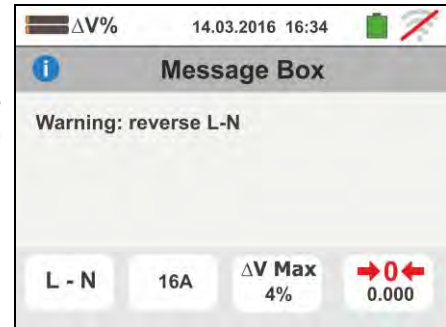 ΔV% 14.03.2016 16:34
i Message Box
Warning: reverse L-N
L - N 16A ΔV Max 4% →0← 0.000